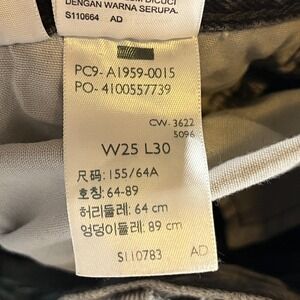 DICUCI
DENGAN WARNA SERUPA.
S110664 AD
PC9- A1959-0015
PO- 4100557739
CW- 3622
5096
W25 L30
尺码: 155/64A
호칭: 64-89
허리둘레: 64 cm
엉덩이둘레: 89 cm
S110783 AD